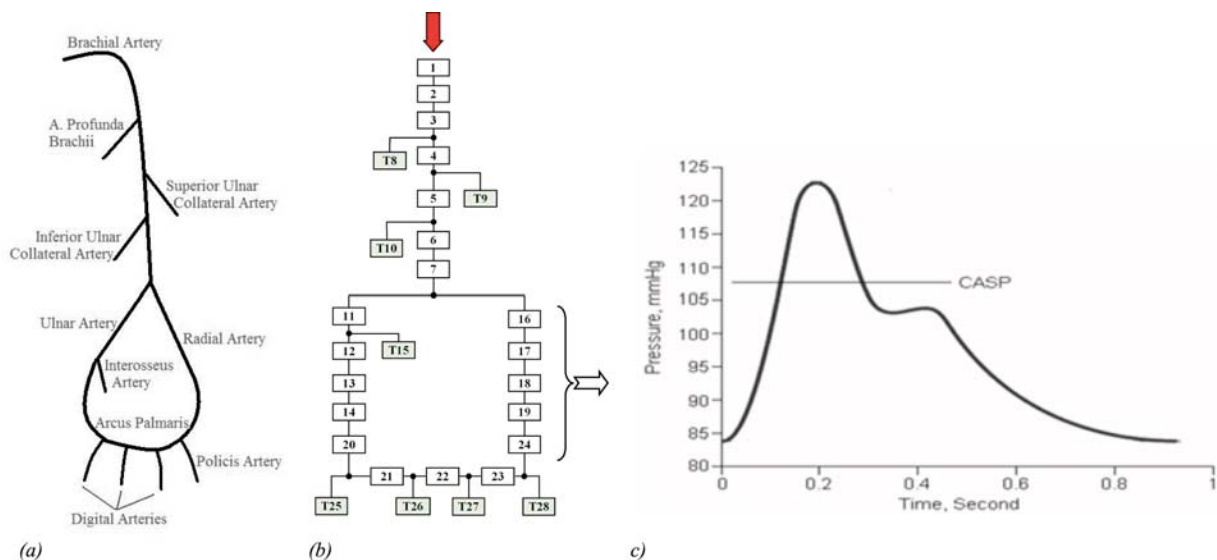 Brachial Artery
A. Profunda
Brachii
Superior Ulnar
Collateral Artery
Inferior Ulnar
Collateral Artery
Ulnar Artery
Radial Artery
Interosseus
Artery
Arcus Palmaris
Policis Artery
Digital Arteries
(a)
1
2
3
T8
4
T9
5
T10
6
7
11
16
T15
12
17
13
18
14
19
20
24
21
22
23
T25
T26
T27
T28
(b)
Pressure, mmHg
125
120
115
110
105
100
95
90
85
80
CASP
0
0.2
0.4
0.6
0.8
1
Time, Second
c)